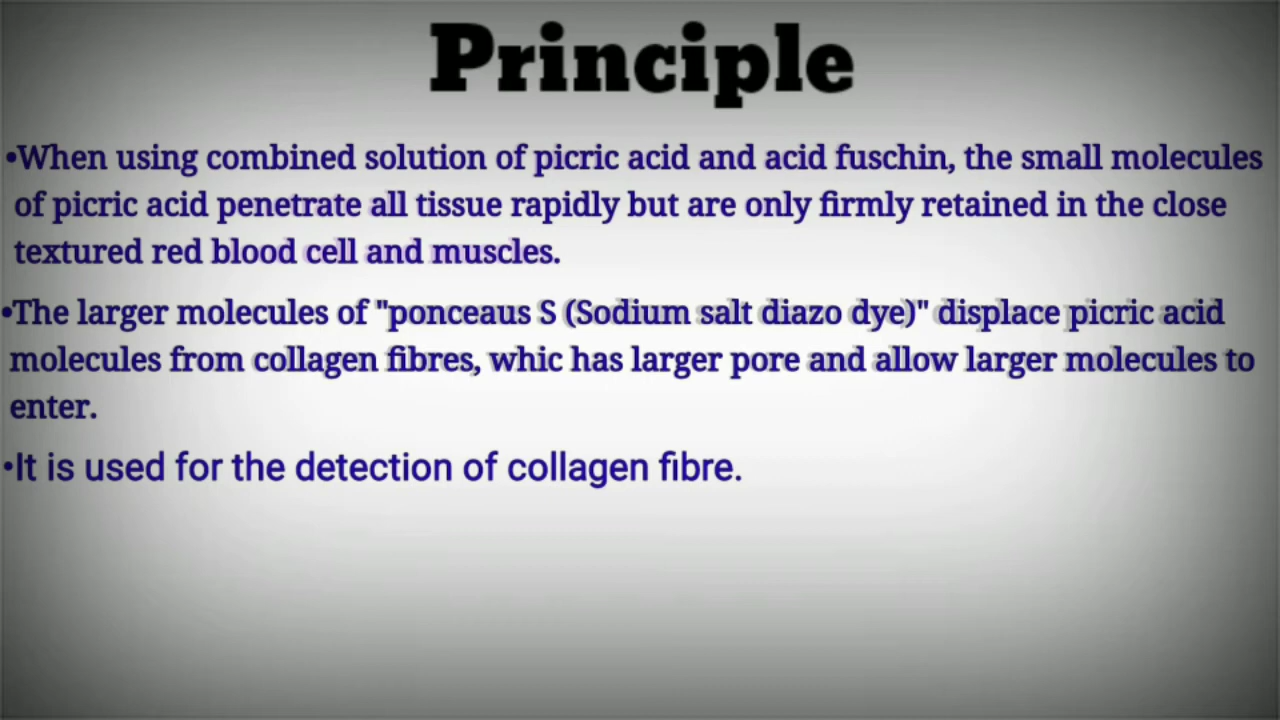 Principle
•When using combined solution of picric acid and acid fuschin, the small molecules
of picric acid penetrate all tissue rapidly but are only firmly retained in the close
textured red blood cell and muscles.
•The larger molecules of "ponceaus S (Sodium salt diazo dye)" displace picric acid
molecules from collagen fibres, whic has larger pore and allow larger molecules to
enter.
•It is used for the detection of collagen fibre.